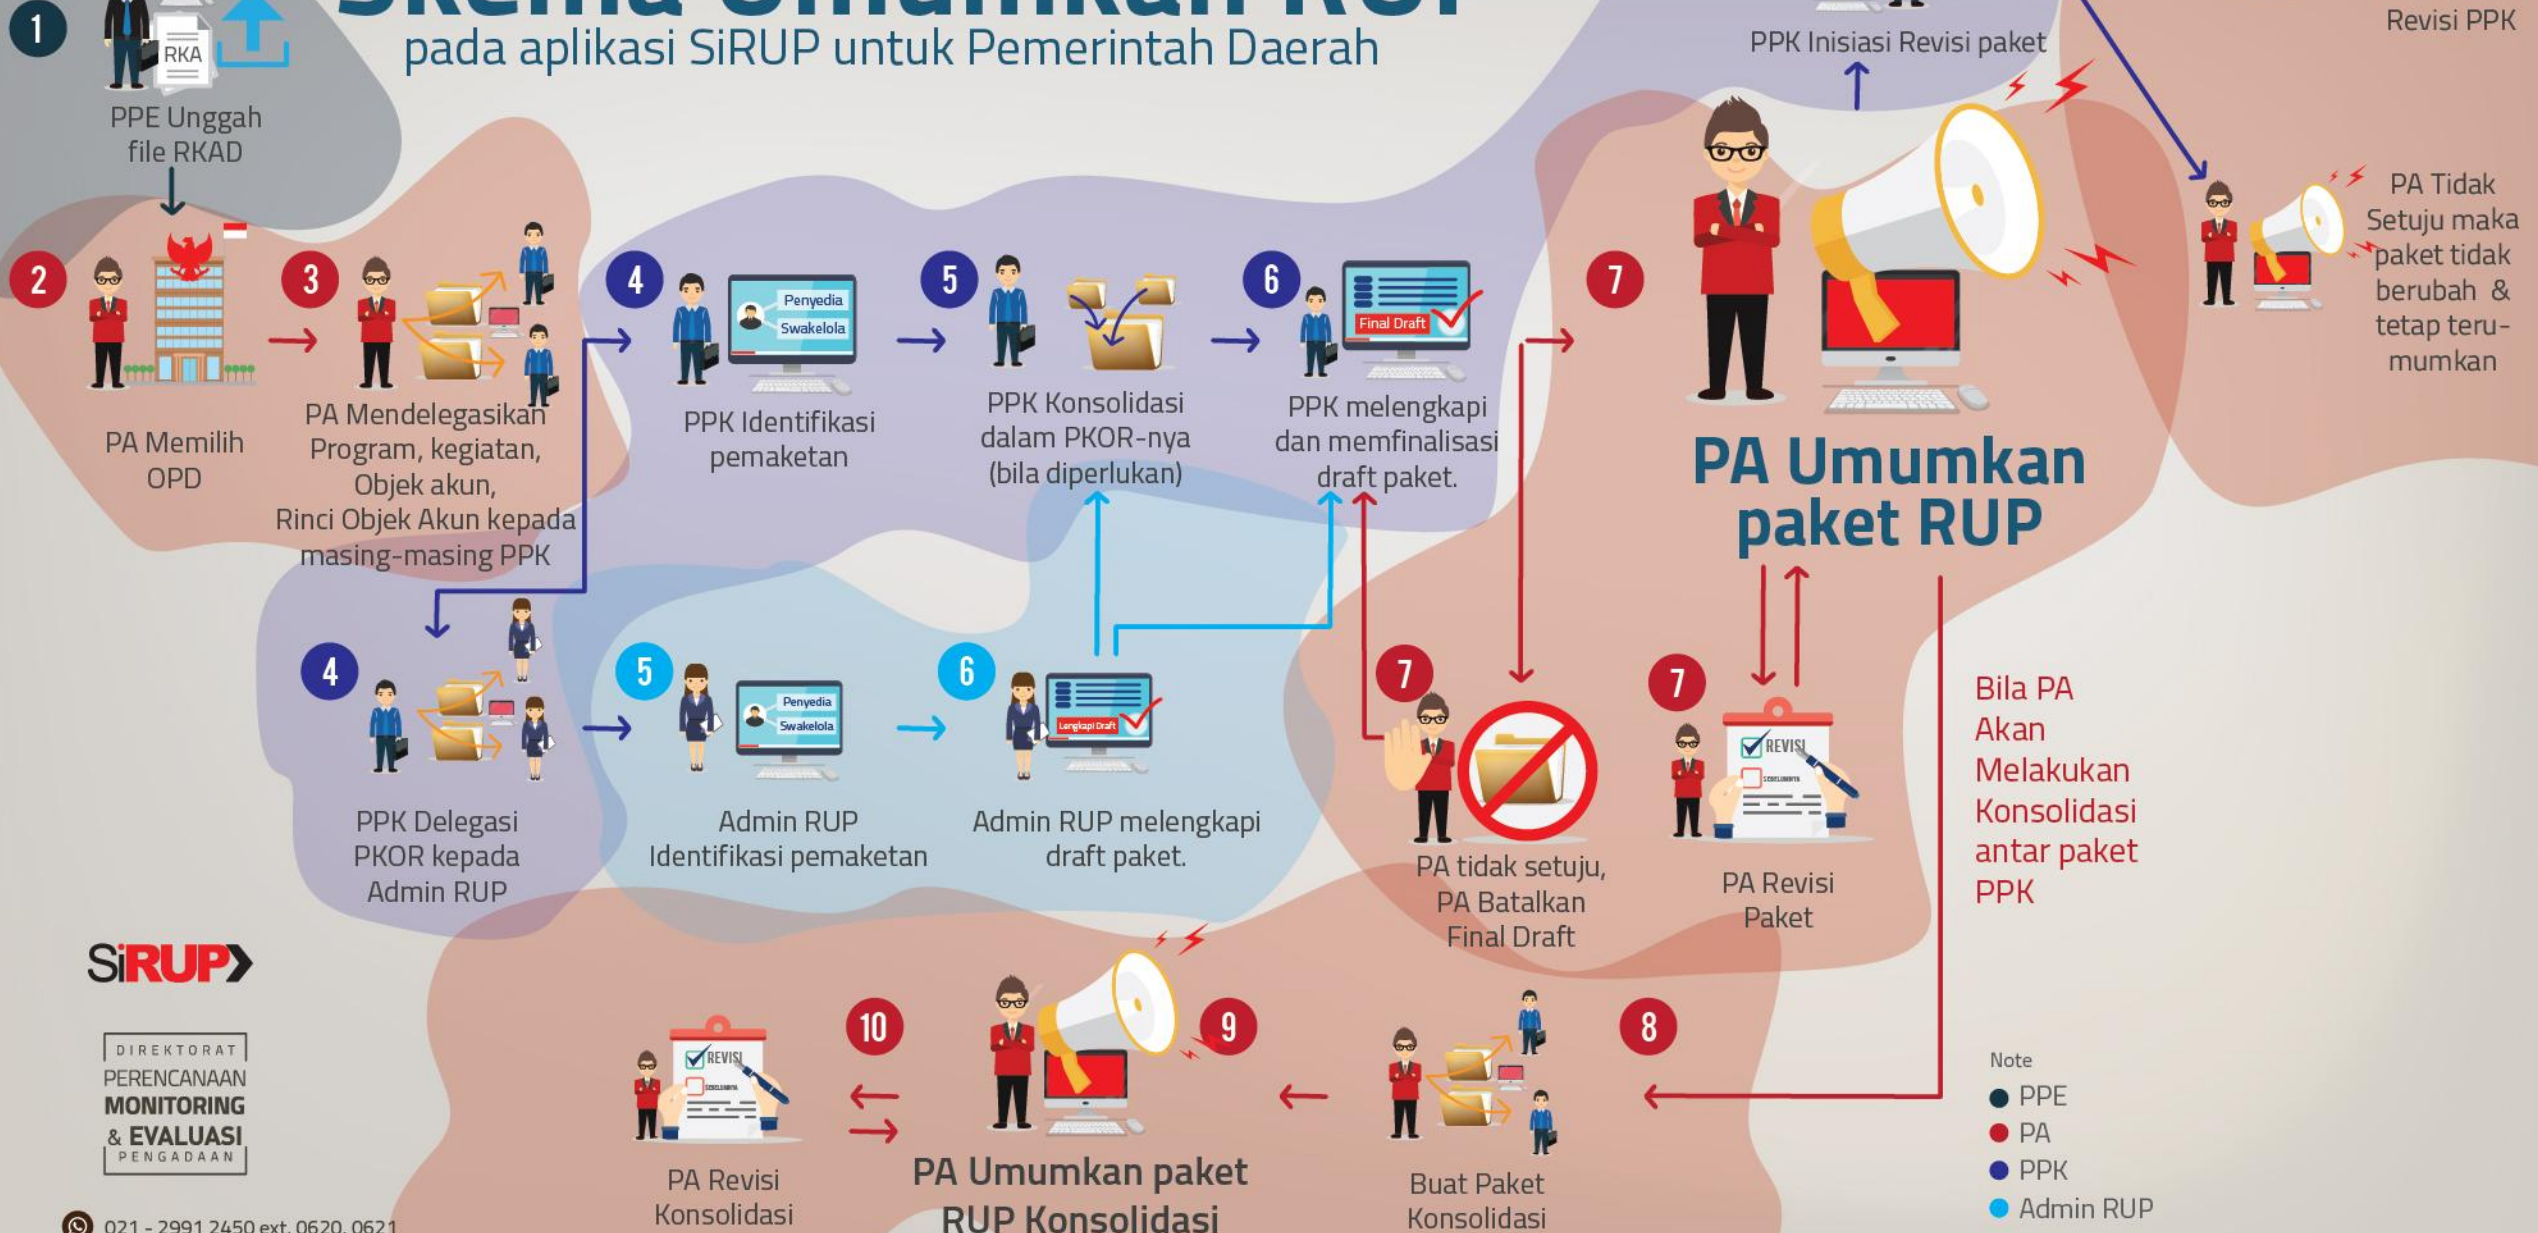 Skema Umumkan RUP
pada aplikasi SiRUP untuk Pemerintah Daerah
1
RKA
PPE Unggah
file RKAD
2
PA Memilih
OPD
3
PA Mendelegasikan
Program, kegiatan,
Objek akun,
Rinci Objek Akun kepada
masing-masing PPK
4
Penyedia
Swakelola
PPK Identifikasi
pemaketan
5
PPK Konsolidasi
dalam PKOR-nya
(bila diperlukan)
6
Final Draft
PPK melengkapi
dan memfinalisasi
draft paket.
7
PA Umumkan
paket RUP
PPK Inisiasi Revisi paket
Revisi PPK
PA Tidak
Setuju maka
paket tidak
berubah &
tetap teru-
mumkan
4
PPK Delegasi
PKOR kepada
Admin RUP
5
Penyedia
Swakelola
Admin RUP
Identifikasi pemaketan
6
Lengkapi Draft
Admin RUP melengkapi
draft paket.
7
PA tidak setuju,
PA Batalkan
Final Draft
7
REVISI
SEBELUMNYA
PA Revisi
Paket
Bila PA
Akan
Melakukan
Konsolidasi
antar paket
PPK
8
Buat Paket
Konsolidasi
9
PA Umumkan paket
RUP Konsolidasi
10
REVISI
SEBELUMNYA
PA Revisi
Konsolidasi
SiRUP
DIREKTORAT
PERENCANAAN
MONITORING
& EVALUASI
PENGADAAN
021 - 2991 2450 ext. 0620, 0621
Note
PPE
PA
PPK
Admin RUP